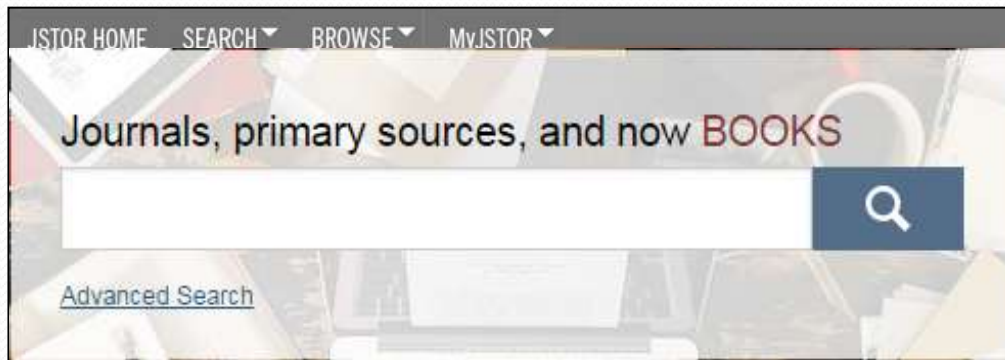 JSTOR HOME SEARCH BROWSE MyJSTOR
Journals, primary sources, and now BOOKS
Advanced Search